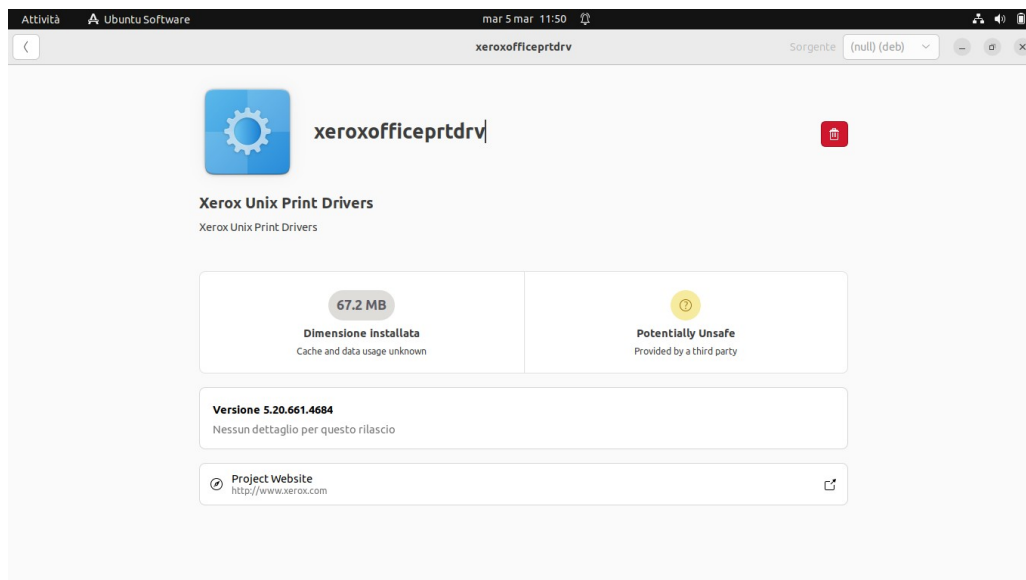 Attività Ubuntu Software mar 5 mar 11:50
xeroxofficeprtdrv Sorgente (null) (deb)
xeroxofficeprtdrv
Xerox Unix Print Drivers
Xerox Unix Print Drivers
67.2 MB
Dimensione installata
Cache and data usage unknown
?
Potentially Unsafe
Provided by a third party
Versione 5.20.661.4684
Nessun dettaglio per questo rilascio
Project Website
http://www.xerox.com